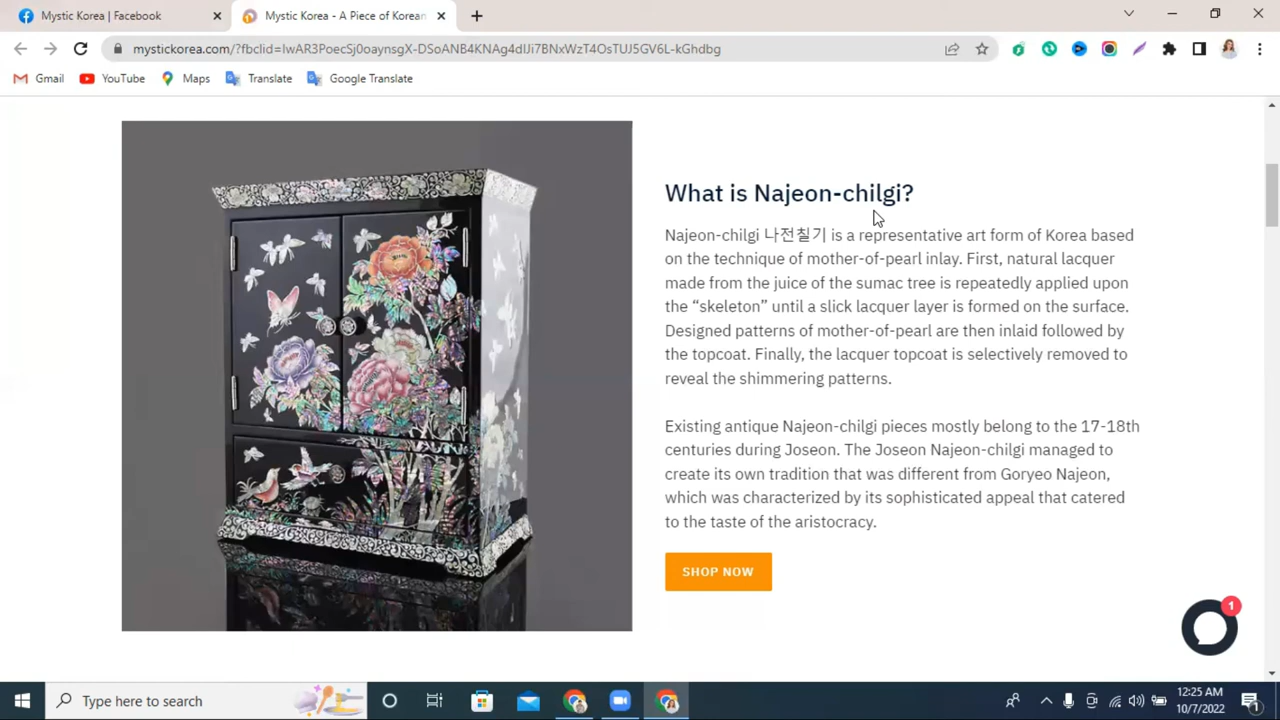 Mystic Korea | Facebook
Mystic Korea - A Piece of Korean
mystickorea.com/?fbclid=IwAR3PoecSj0oaynsgX-DSoANB4KNAg4dIJi7BNxWzT4OsTUJ5GV6L-kGhdbg
Gmail
YouTube
Maps
Translate
Google Translate
What is Najeon-chilgi?
Najeon-chilgi 나전칠기 is a representative art form of Korea based
on the technique of mother-of-pearl inlay. First, natural lacquer
made from the juice of the sumac tree is repeatedly applied upon
the “skeleton” until a slick lacquer layer is formed on the surface.
Designed patterns of mother-of-pearl are then inlaid followed by
the topcoat. Finally, the lacquer topcoat is selectively removed to
reveal the shimmering patterns.
Existing antique Najeon-chilgi pieces mostly belong to the 17-18th
centuries during Joseon. The Joseon Najeon-chilgi managed to
create its own tradition that was different from Goryeo Najeon,
which was characterized by its sophisticated appeal that catered
to the taste of the aristocracy.
SHOP NOW
1
Type here to search
12:25 AM
10/7/2022
1